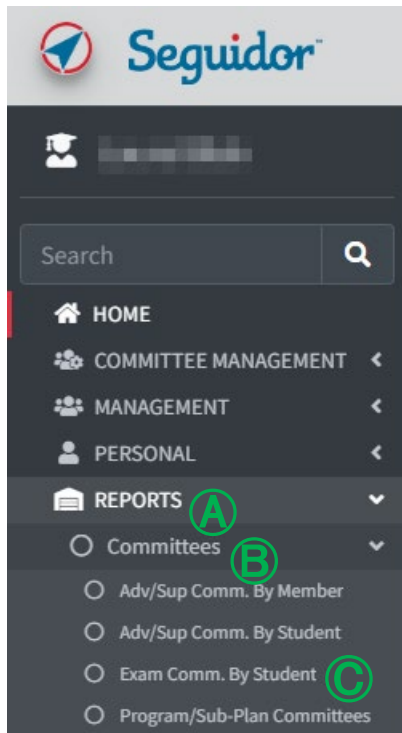 Seguidor™
Search
HOME
COMMITTEE MANAGEMENT
MANAGEMENT
PERSONAL
REPORTS Ⓐ
Committees Ⓑ
Adv/Sup Comm. By Member
Adv/Sup Comm. By Student
Exam Comm. By Student Ⓒ
Program/Sub-Plan Committees